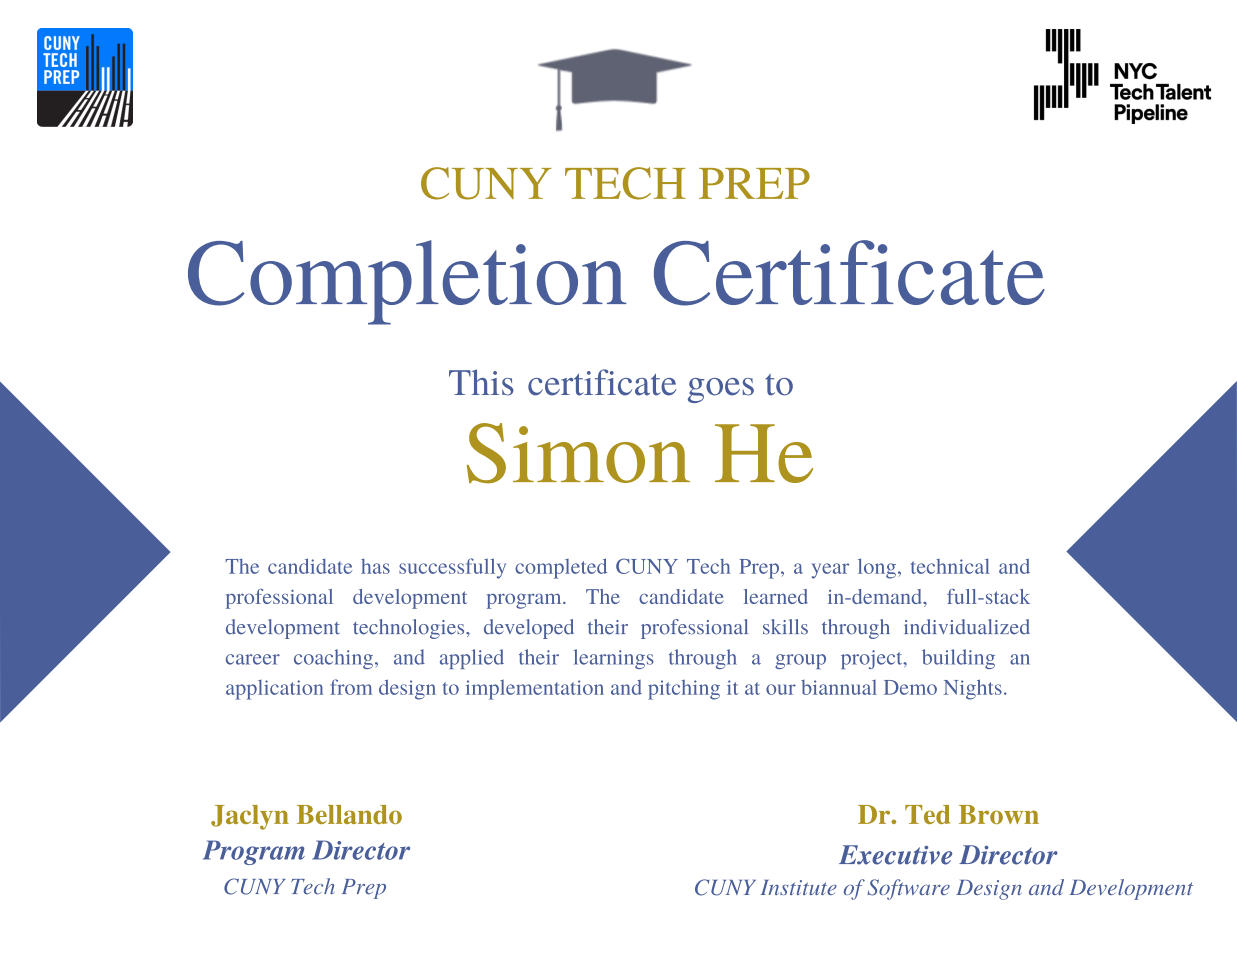 CUNY
TECH
PREP
NYC
Tech Talent
Pipeline
CUNY TECH PREP
Completion Certificate
This certificate goes to
Simon He
The candidate has successfully completed CUNY Tech Prep, a year long, technical and
professional development program. The candidate learned in-demand, full-stack
development technologies, developed their professional skills through individualized
career coaching, and applied their learnings through a group project, building an
application from design to implementation and pitching it at our biannual Demo Nights.
Jaclyn Bellando
Program Director
CUNY Tech Prep
Dr. Ted Brown
Executive Director
CUNY Institute of Software Design and Development